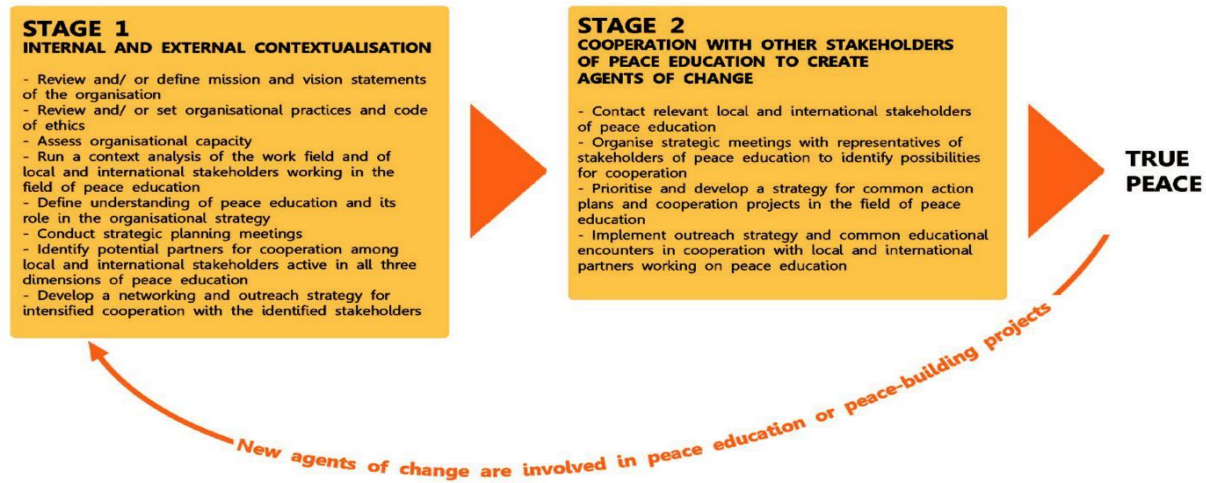 STAGE 1
INTERNAL AND EXTERNAL CONTEXTUALISATION
- Review and/ or define mission and vision statements
of the organisation
- Review and/ or set organisational practices and code
of ethics
- Assess organisational capacity
- Run a context analysis of the work field and of
local and international stakeholders working in the
field of peace education
- Define understanding of peace education and its
role in the organisational strategy
- Conduct strategic planning meetings
- Identify potential partners for cooperation among
local and international stakeholders active in all three
dimensions of peace education
- Develop a networking and outreach strategy for
intensified cooperation with the identified stakeholders
STAGE 2
COOPERATION WITH OTHER STAKEHOLDERS
OF PEACE EDUCATION TO CREATE
AGENTS OF CHANGE
- Contact relevant local and international stakeholders
of peace education
- Organise strategic meetings with representatives of
stakeholders of peace education to identify possibilities
for cooperation
- Prioritise and develop a strategy for common action
plans and cooperation projects in the field of peace
education
- Implement outreach strategy and common educational
encounters in cooperation with local and international
partners working on peace education
TRUE
PEACE
New agents of change are involved in peace education or peace-building projects